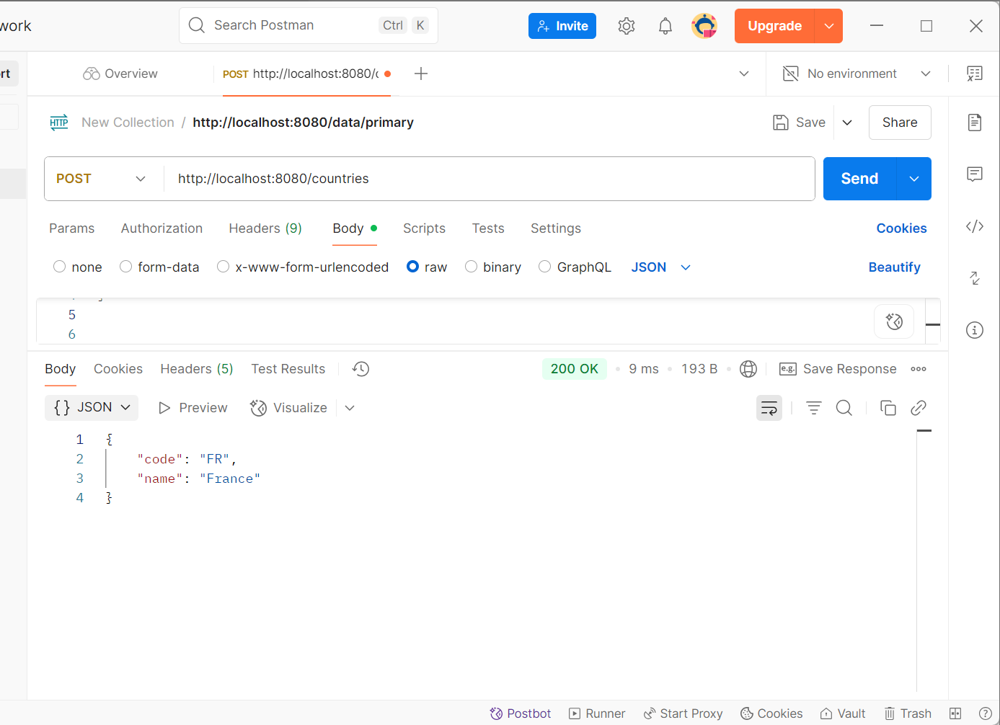 work
Search Postman Ctrl K
Invite
Upgrade
rt
Overview
POST http://localhost:8080/c
No environment
HTTP New Collection / http://localhost:8080/data/primary
Save
Share
POST http://localhost:8080/countries
Send
Params Authorization Headers (9) Body Scripts Tests Settings Cookies
none form-data x-www-form-urlencoded raw binary GraphQL JSON Beautify
5
6
Body Cookies Headers (5) Test Results 200 OK 9 ms 193 B e.g. Save Response
{} JSON Preview Visualize
1 {
2 "code": "FR",
3 "name": "France"
4 }
Postbot Runner Start Proxy Cookies Vault Trash